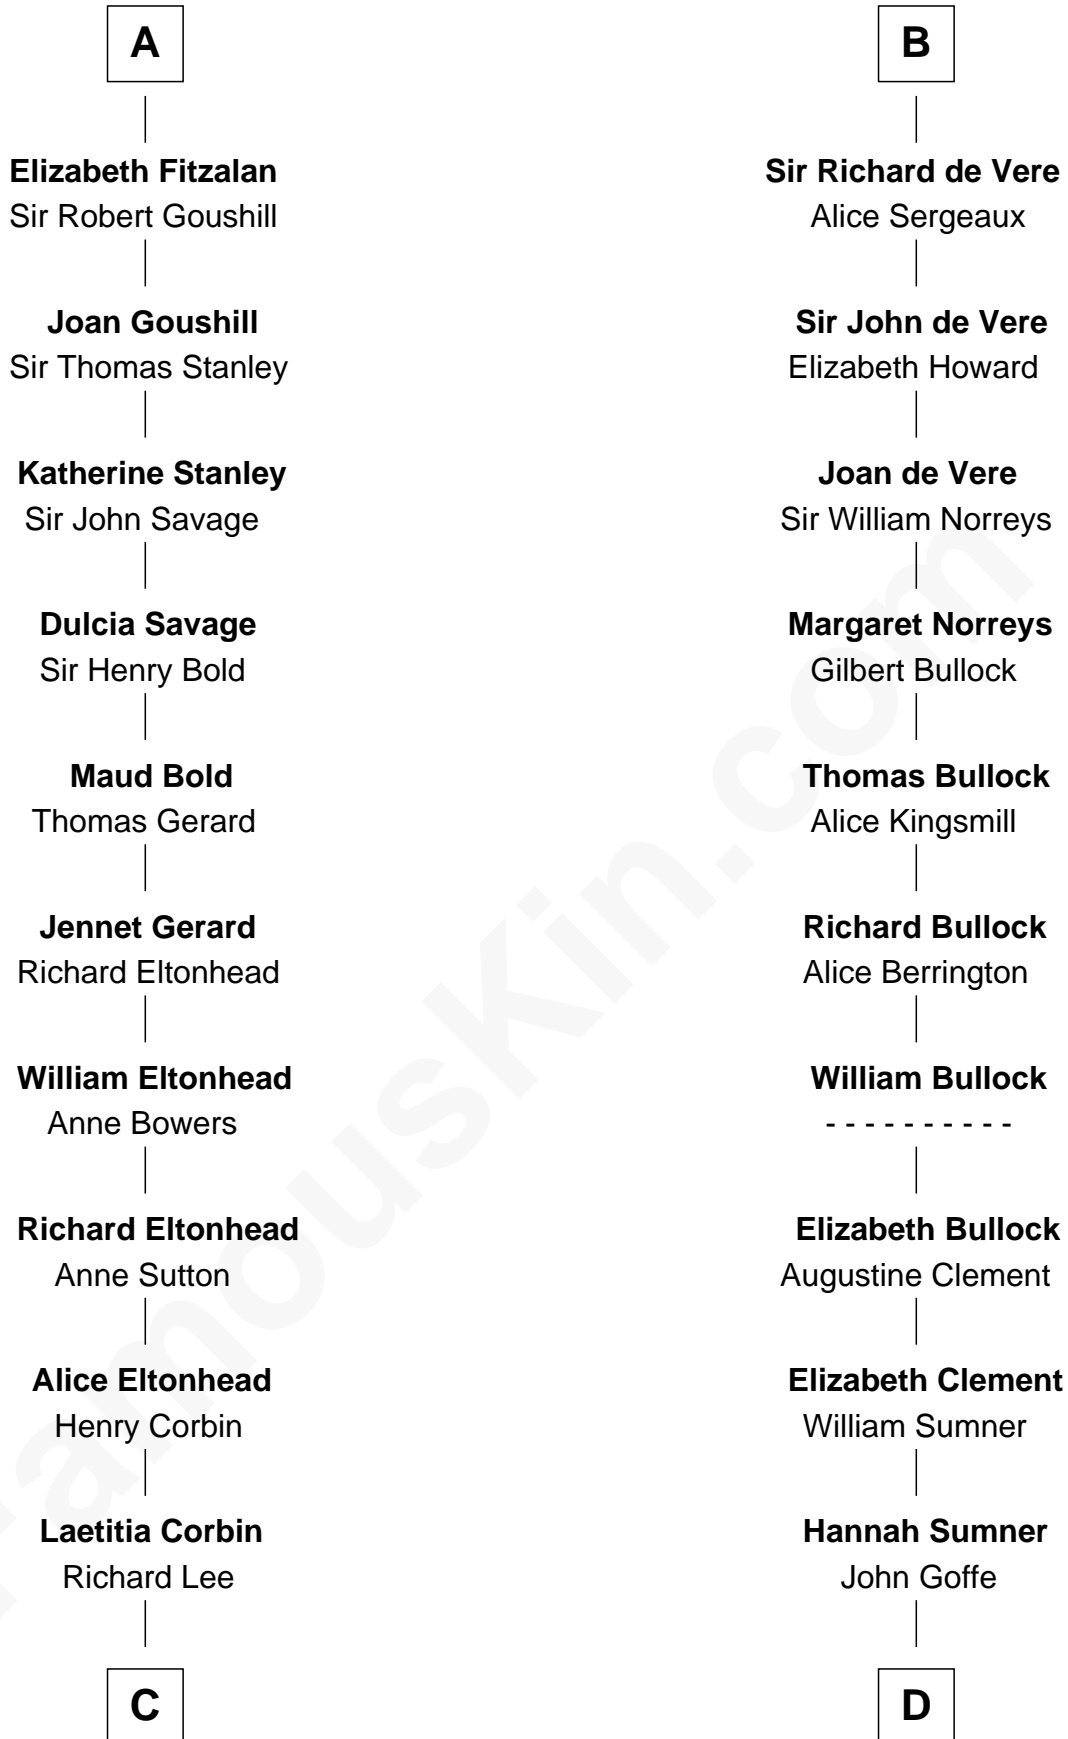 A
Elizabeth Fitzalan
Sir Robert Goushill
Joan Goushill
Sir Thomas Stanley
Katherine Stanley
Sir John Savage
Dulcia Savage
Sir Henry Bold
Maud Bold
Thomas Gerard
Jennet Gerard
Richard Eltonhead
William Eltonhead
Anne Bowers
Richard Eltonhead
Anne Sutton
Alice Eltonhead
Henry Corbin
Laetitia Corbin
Richard Lee
C
B
Sir Richard de Vere
Alice Sergeaux
Sir John de Vere
Elizabeth Howard
Joan de Vere
Sir William Norreys
Margaret Norreys
Gilbert Bullock
Thomas Bullock
Alice Kingsmill
Richard Bullock
Alice Berrington
William Bullock
- - - - - - - - - -
Elizabeth Bullock
Augustine Clement
Elizabeth Clement
William Sumner
Hannah Sumner
John Goffe
D
FamousKin.com